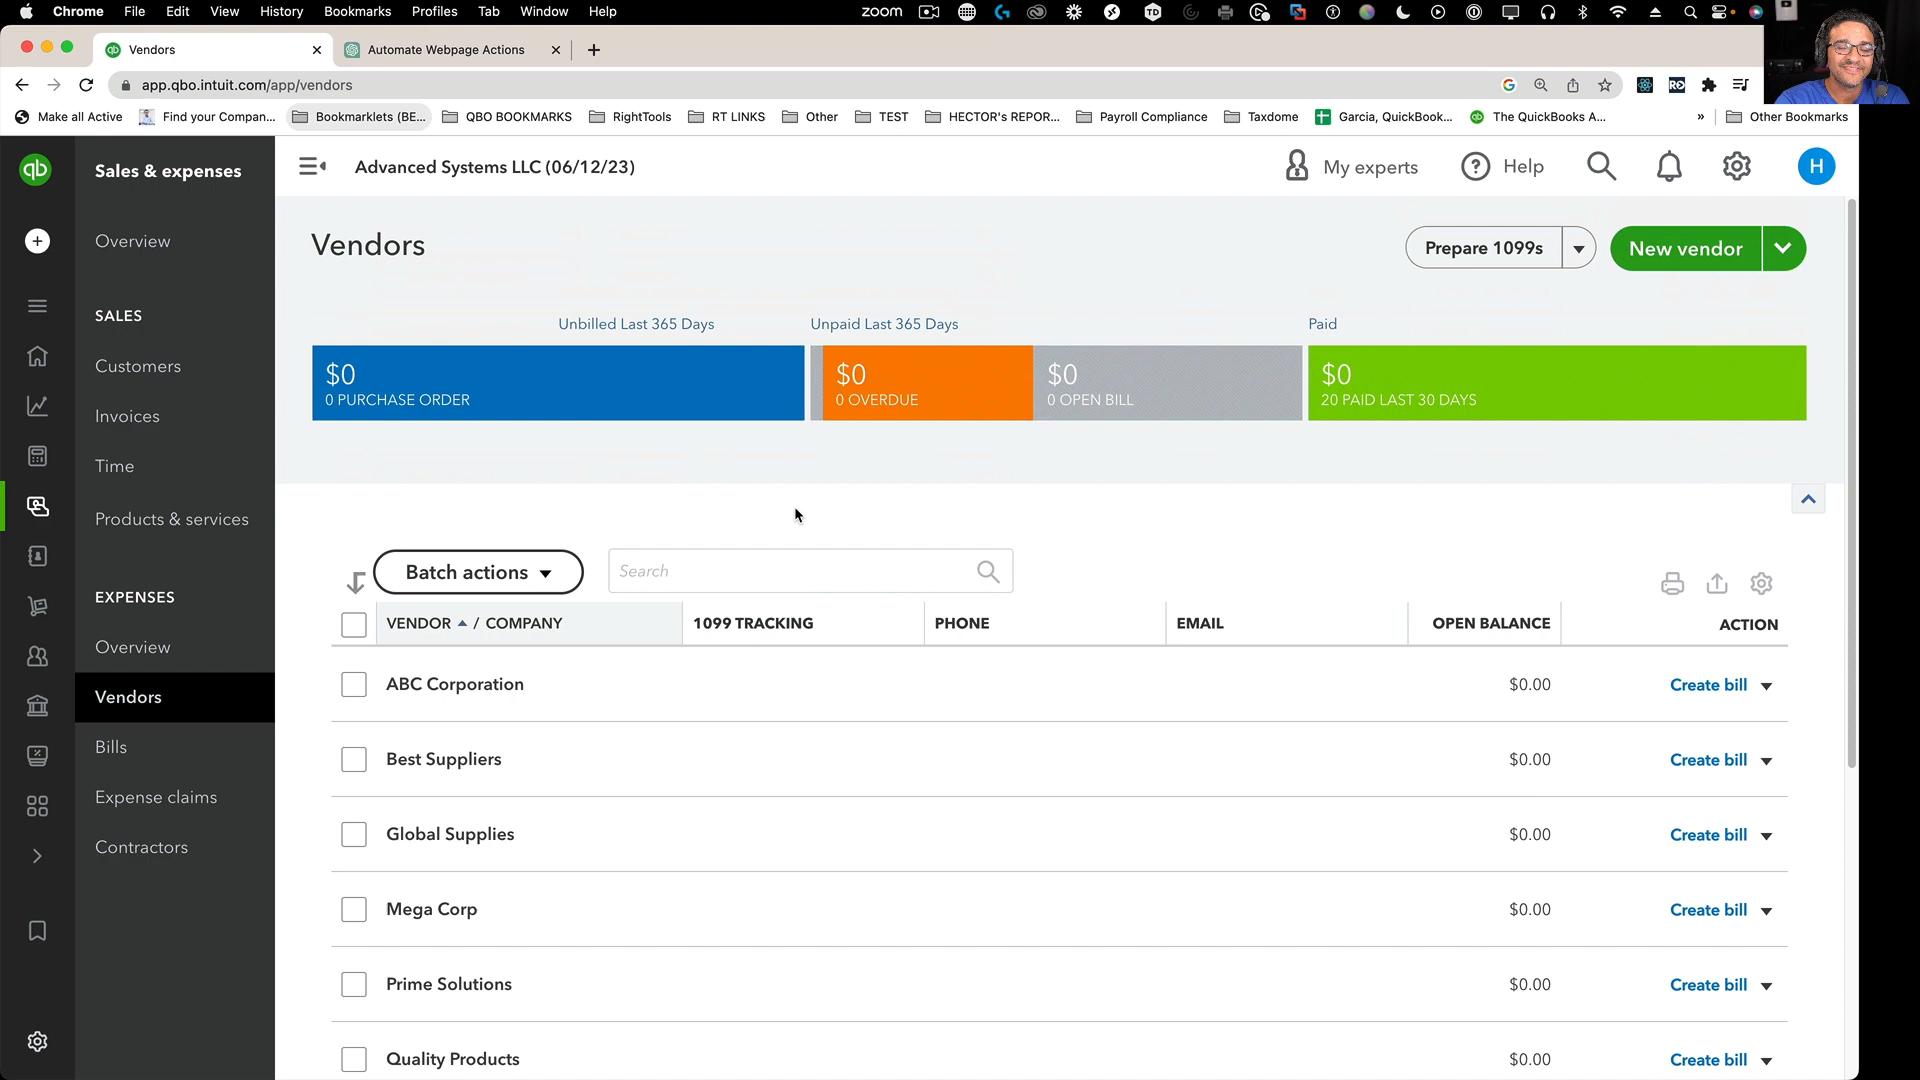 Chrome File Edit View History Bookmarks Profiles Tab Window Help zoom TD
Vendors Automate Webpage Actions
app.qbo.intuit.com/app/vendors
Make all Active Find your Compan... Bookmarklets (BE... QBO BOOKMARKS RightTools RT LINKS Other TEST HECTOR's REPOR... Payroll Compliance Taxdome Garcia, QuickBook... The QuickBooks A... » Other Bookmarks
qb Sales & expenses Advanced Systems LLC (06/12/23) My experts Help H
Overview
Vendors Prepare 1099s New vendor
SALES
Unbilled Last 365 Days Unpaid Last 365 Days Paid
Customers
$0 $0 $0 $0
0 PURCHASE ORDER 0 OVERDUE 0 OPEN BILL 20 PAID LAST 30 DAYS
Invoices
Time
Products & services
Batch actions Search
EXPENSES
VENDOR / COMPANY 1099 TRACKING PHONE EMAIL OPEN BALANCE ACTION
Overview
ABC Corporation $0.00 Create bill
Vendors
Bills
Best Suppliers $0.00 Create bill
Expense claims
Global Supplies $0.00 Create bill
Contractors
Mega Corp $0.00 Create bill
Prime Solutions $0.00 Create bill
Quality Products $0.00 Create bill